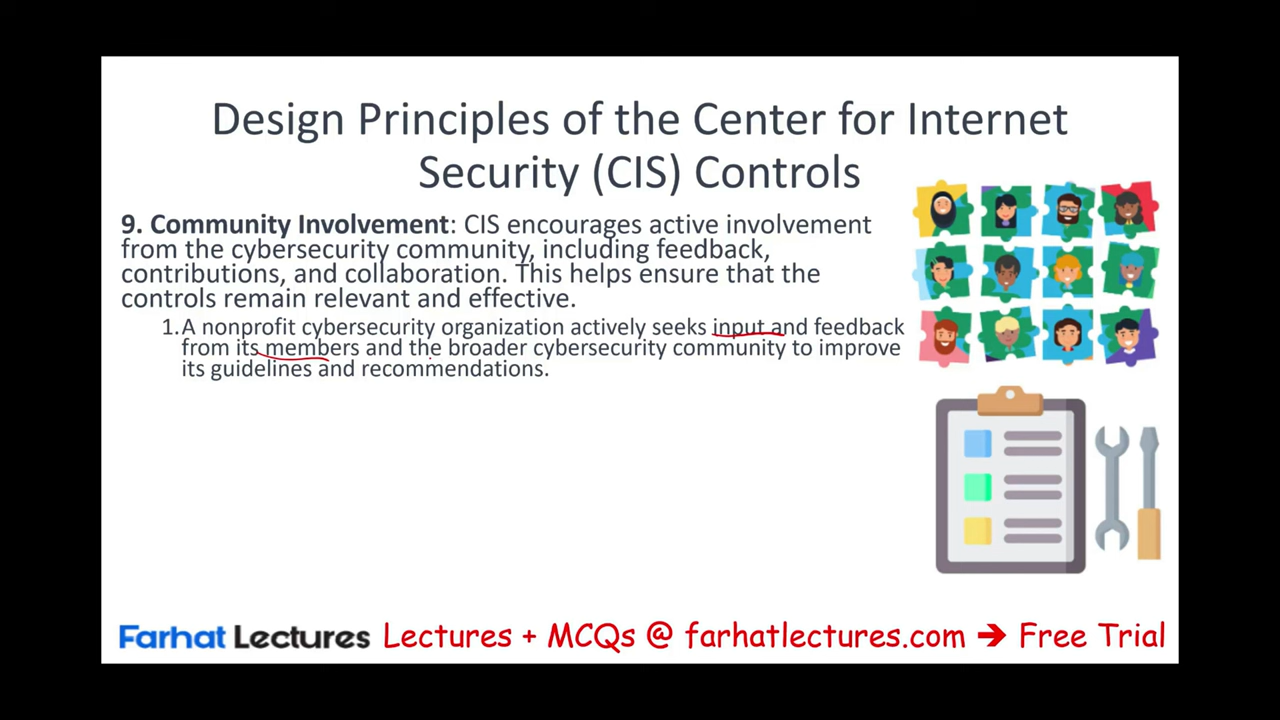 Design Principles of the Center for Internet
Security (CIS) Controls
9. Community Involvement: CIS encourages active involvement
from the cybersecurity community, including feedback,
contributions, and collaboration. This helps ensure that the
controls remain relevant and effective.
1. A nonprofit cybersecurity organization actively seeks input and feedback
from its members and the broader cybersecurity community to improve
its guidelines and recommendations.
Farhat Lectures Lectures + MCQs @ farhatlectures.com → Free Trial